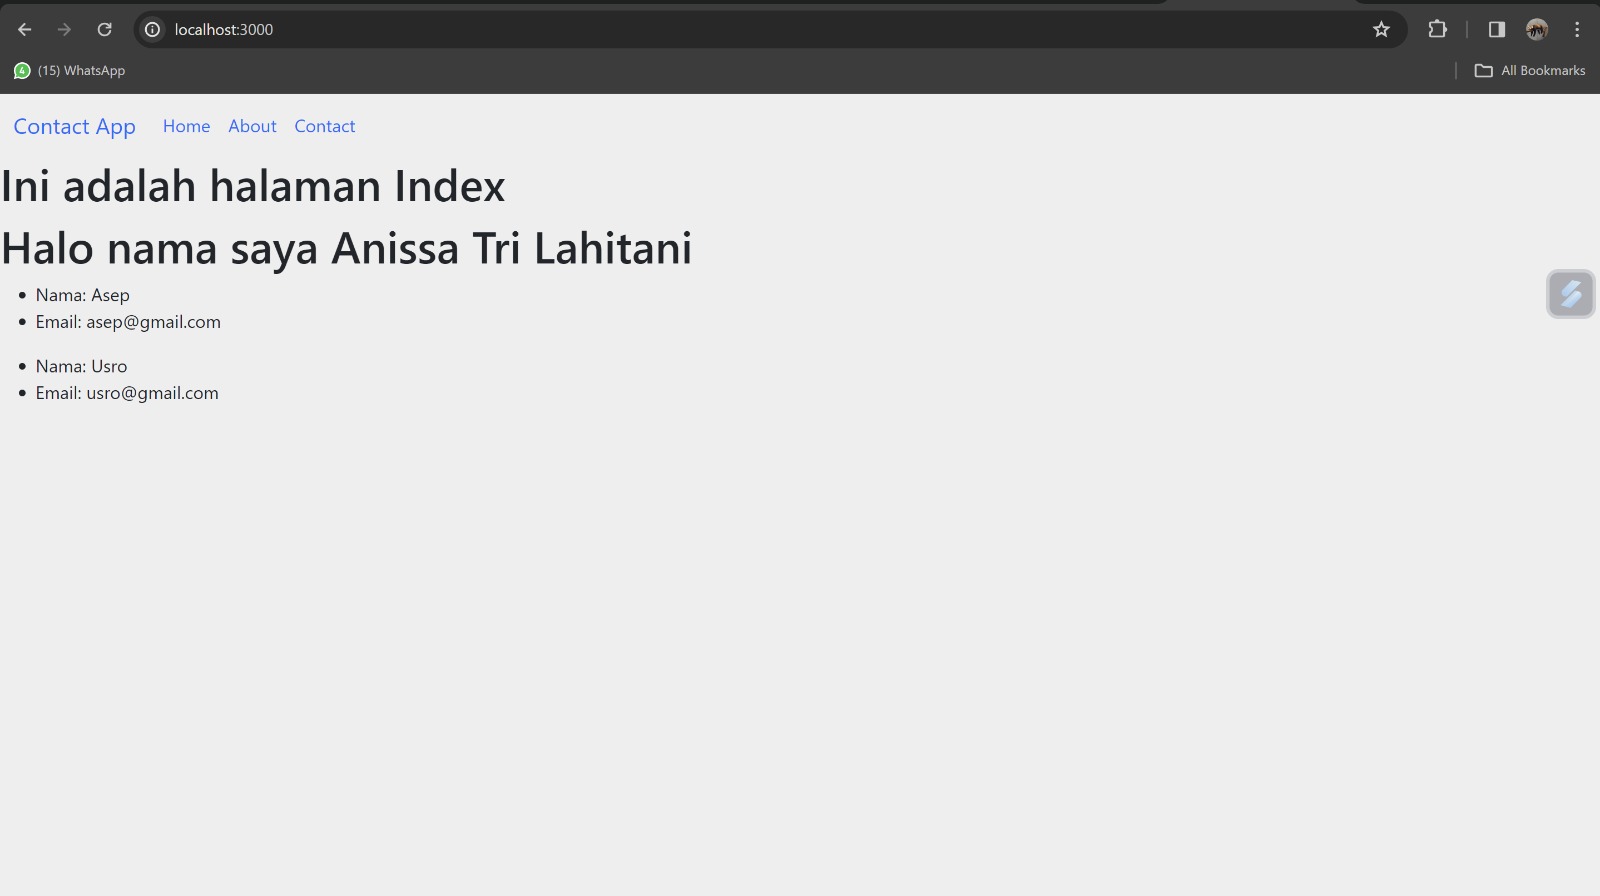 localhost:3000
4 (15) WhatsApp
All Bookmarks
Contact App Home About Contact
Ini adalah halaman Index
Halo nama saya Anissa Tri Lahitani
Nama: Asep
Email: asep@gmail.com
Nama: Usro
Email: usro@gmail.com